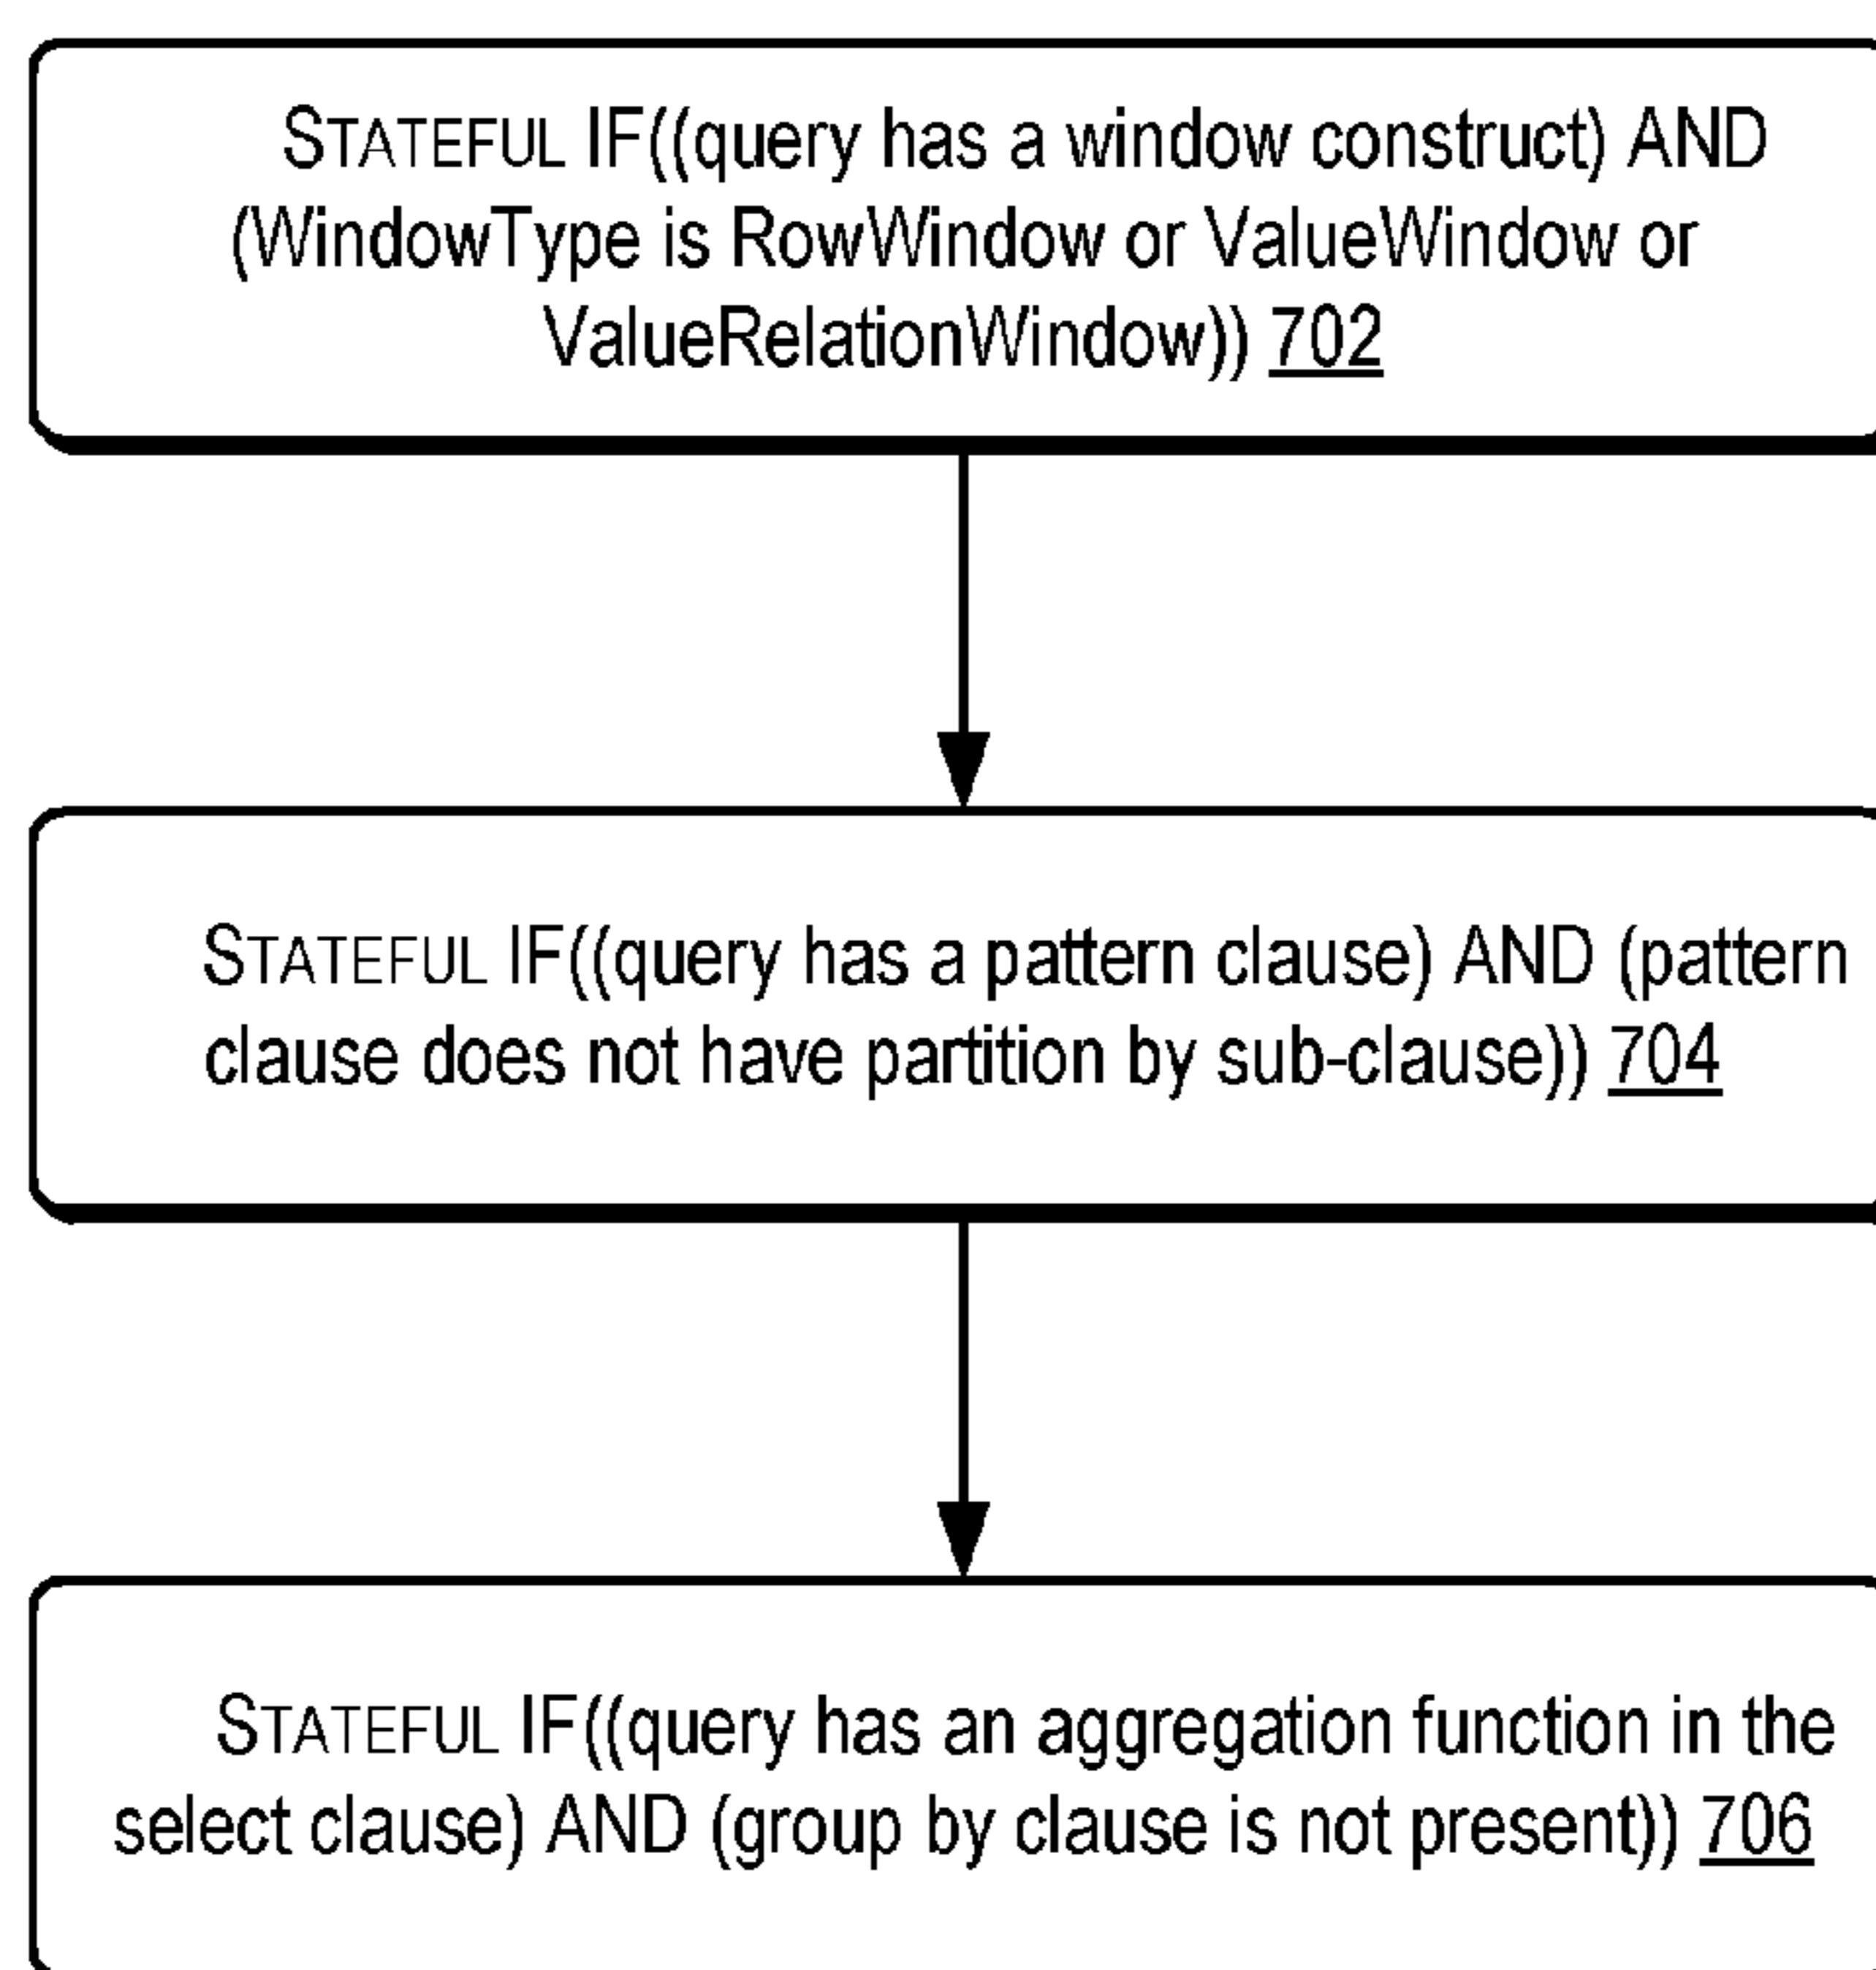 STATEFUL IF((query has a window construct) AND
(WindowType is RowWindow or ValueWindow or
ValueRelationWindow)) 702
STATEFUL IF((query has a pattern clause) AND (pattern
clause does not have partition by sub-clause)) 704
STATEFUL IF((query has an aggregation function in the
select clause) AND (group by clause is not present)) 706